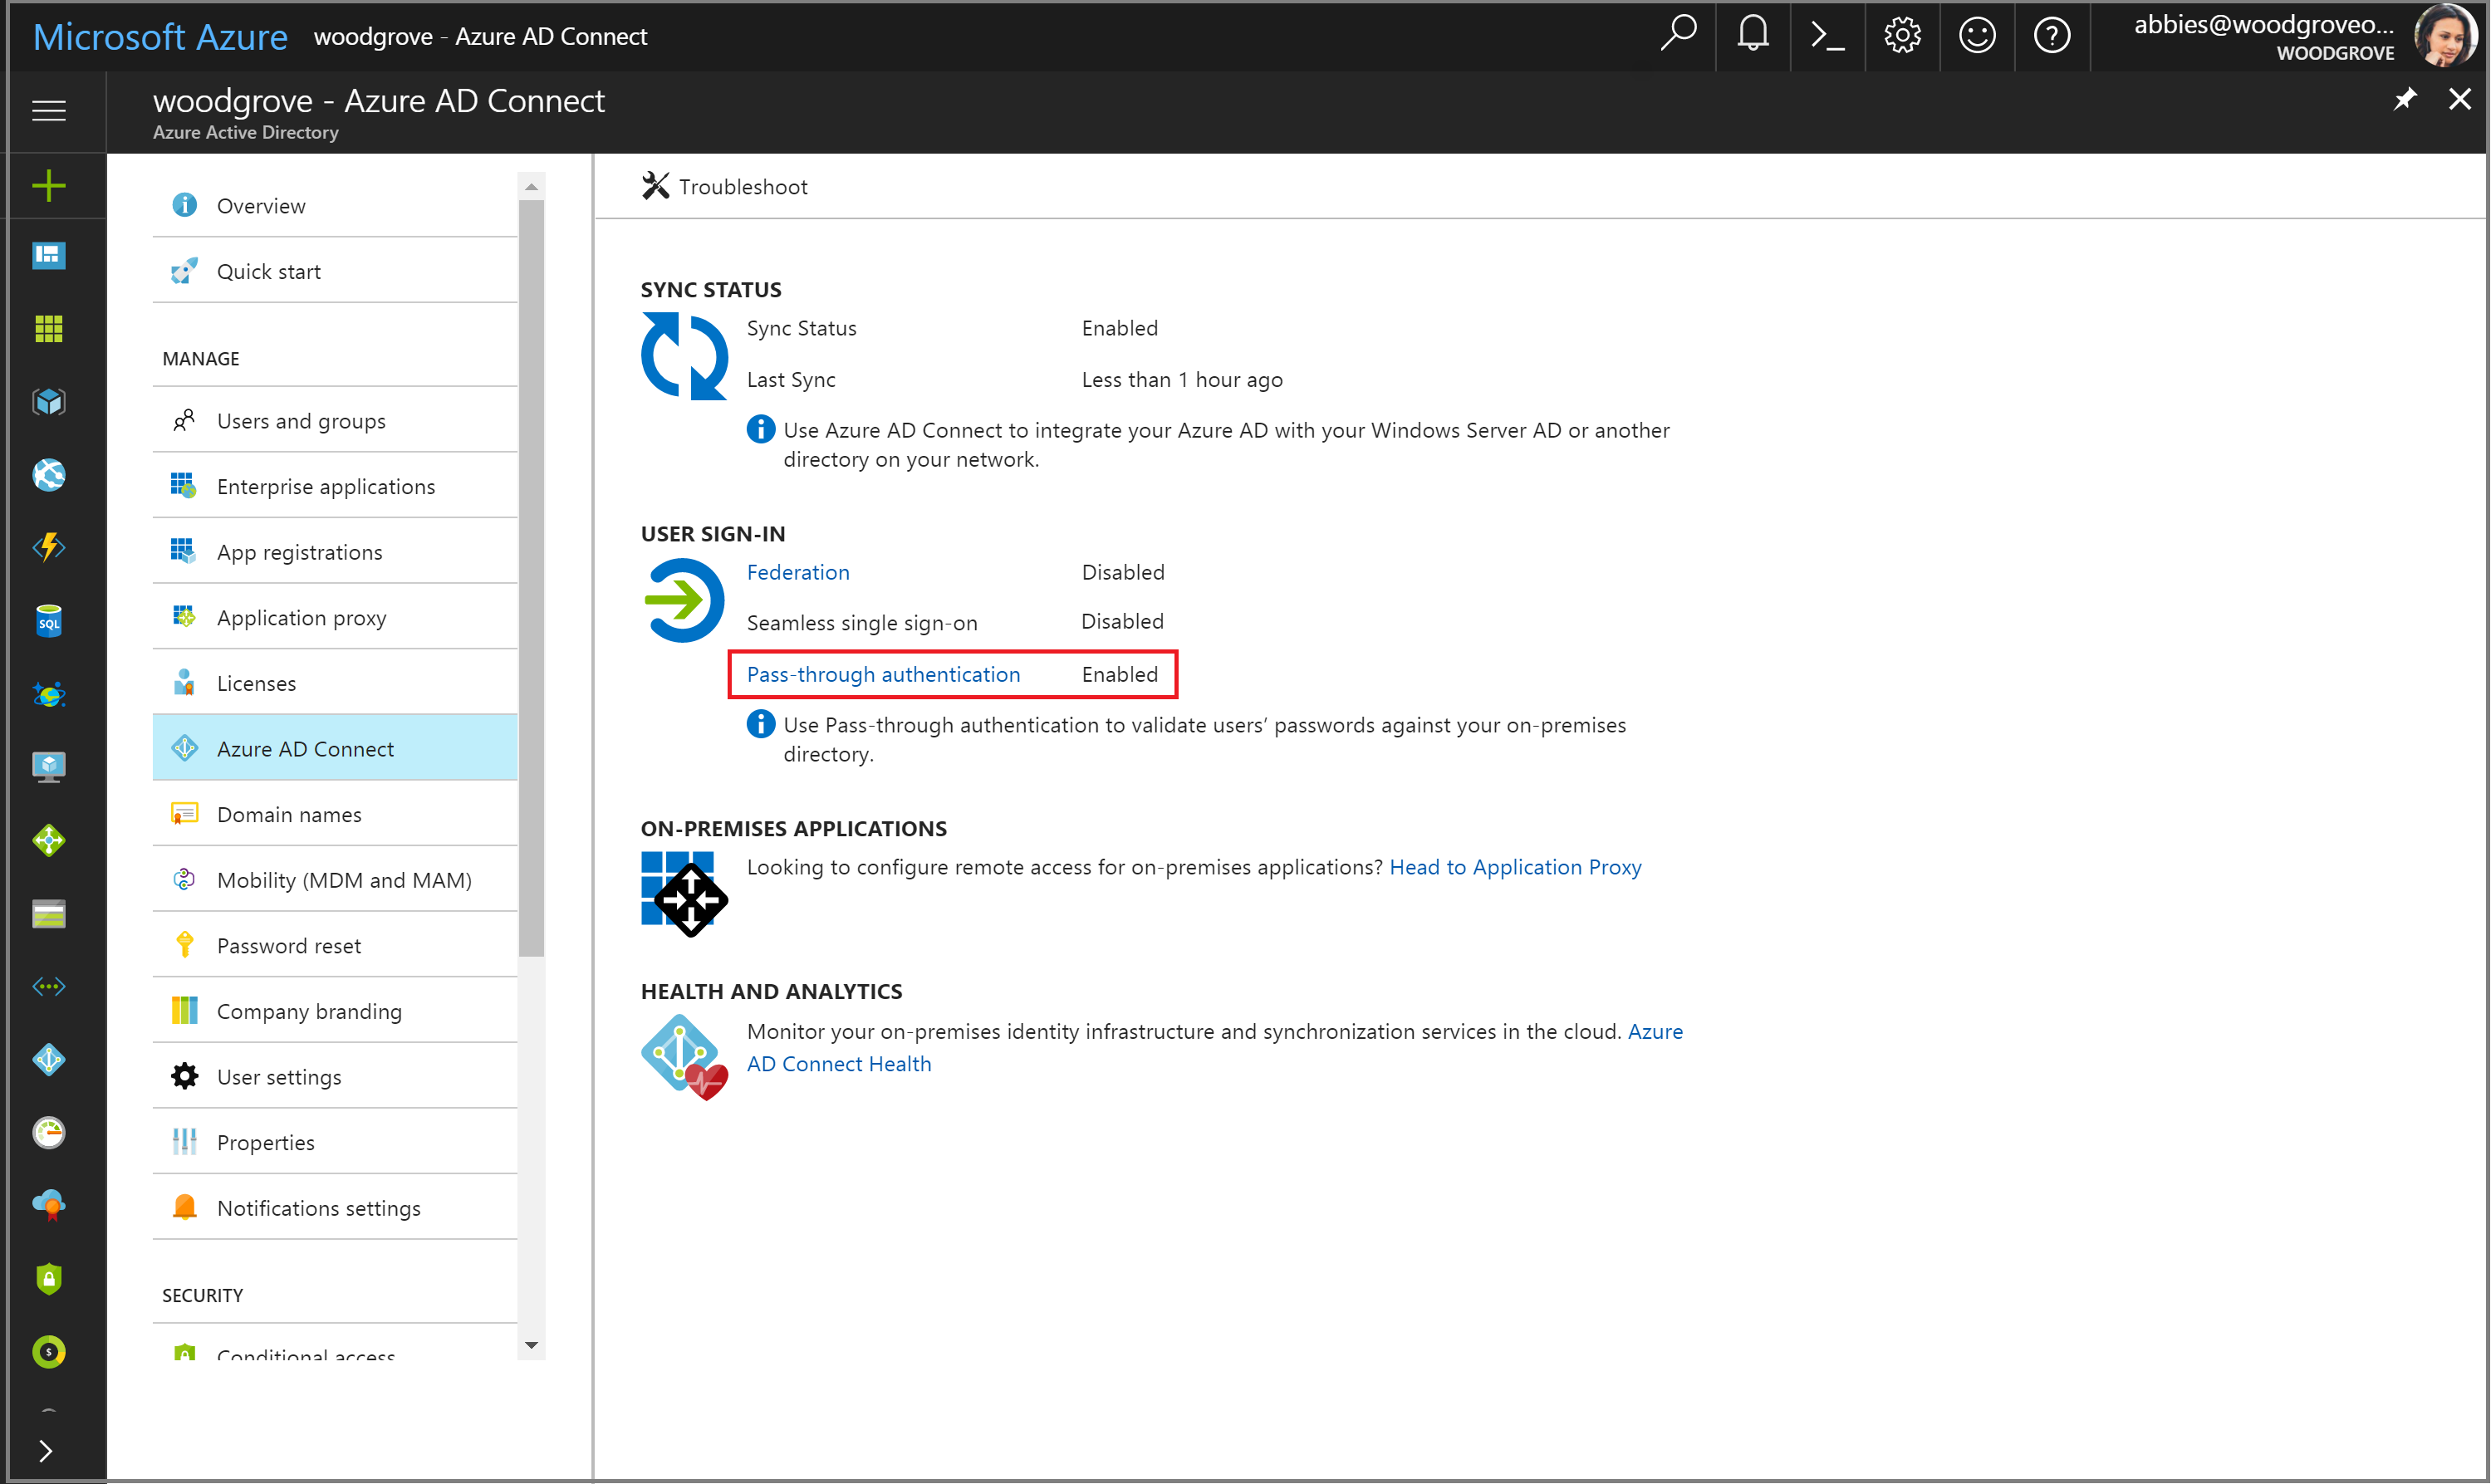 Microsoft Azure woodgrove - Azure AD Connect
abbies@woodgroveo...
WOODGROVE
woodgrove - Azure AD Connect
Azure Active Directory
Overview
Quick start
MANAGE
Users and groups
Enterprise applications
App registrations
Application proxy
Licenses
Azure AD Connect
Domain names
Mobility (MDM and MAM)
Password reset
Company branding
User settings
Properties
Notifications settings
SECURITY
Conditional access
SQL
$
Troubleshoot
SYNC STATUS
Sync Status Enabled
Last Sync Less than 1 hour ago
Use Azure AD Connect to integrate your Azure AD with your Windows Server AD or another
directory on your network.
USER SIGN-IN
Federation Disabled
Seamless single sign-on Disabled
Pass-through authentication Enabled
Use Pass-through authentication to validate users’ passwords against your on-premises
directory.
ON-PREMISES APPLICATIONS
Looking to configure remote access for on-premises applications? Head to Application Proxy
HEALTH AND ANALYTICS
Monitor your on-premises identity infrastructure and synchronization services in the cloud. Azure
AD Connect Health